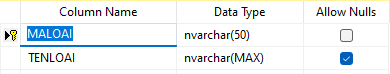 Column Name Data Type Allow Nulls
MALOAI nvarchar(50)
TENLOAI nvarchar(MAX)